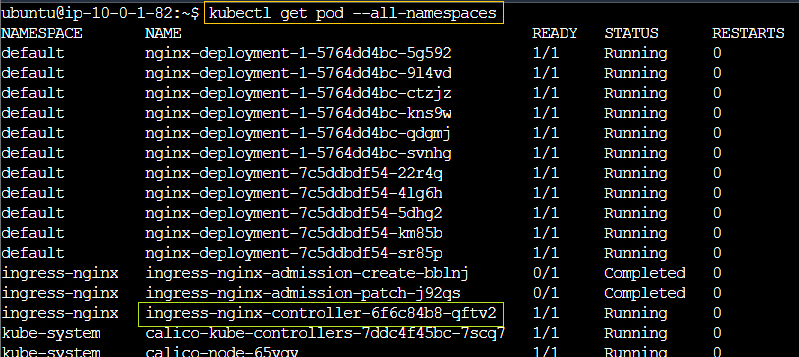 ubuntu@ip-10-0-1-82:~$ kubectl get pod --all-namespaces
NAMESPACE NAME READY STATUS RESTARTS
default nginx-deployment-1-5764dd4bc-5g592 1/1 Running 0
default nginx-deployment-1-5764dd4bc-9l4vd 1/1 Running 0
default nginx-deployment-1-5764dd4bc-ctzjz 1/1 Running 0
default nginx-deployment-1-5764dd4bc-kns9w 1/1 Running 0
default nginx-deployment-1-5764dd4bc-qdgmj 1/1 Running 0
default nginx-deployment-1-5764dd4bc-svnhg 1/1 Running 0
default nginx-deployment-7c5ddbdf54-22r4q 1/1 Running 0
default nginx-deployment-7c5ddbdf54-4lg6h 1/1 Running 0
default nginx-deployment-7c5ddbdf54-5dhg2 1/1 Running 0
default nginx-deployment-7c5ddbdf54-km85b 1/1 Running 0
default nginx-deployment-7c5ddbdf54-sr85p 1/1 Running 0
ingress-nginx ingress-nginx-admission-create-bblnj 0/1 Completed 0
ingress-nginx ingress-nginx-admission-patch-j92qs 0/1 Completed 0
ingress-nginx ingress-nginx-controller-6f6c84b8-qftv2 1/1 Running 0
kube-system calico-kube-controllers-7ddc4f45bc-7scq7 1/1 Running 0
kube-system calico-node-65vqv 1/1 Running 0